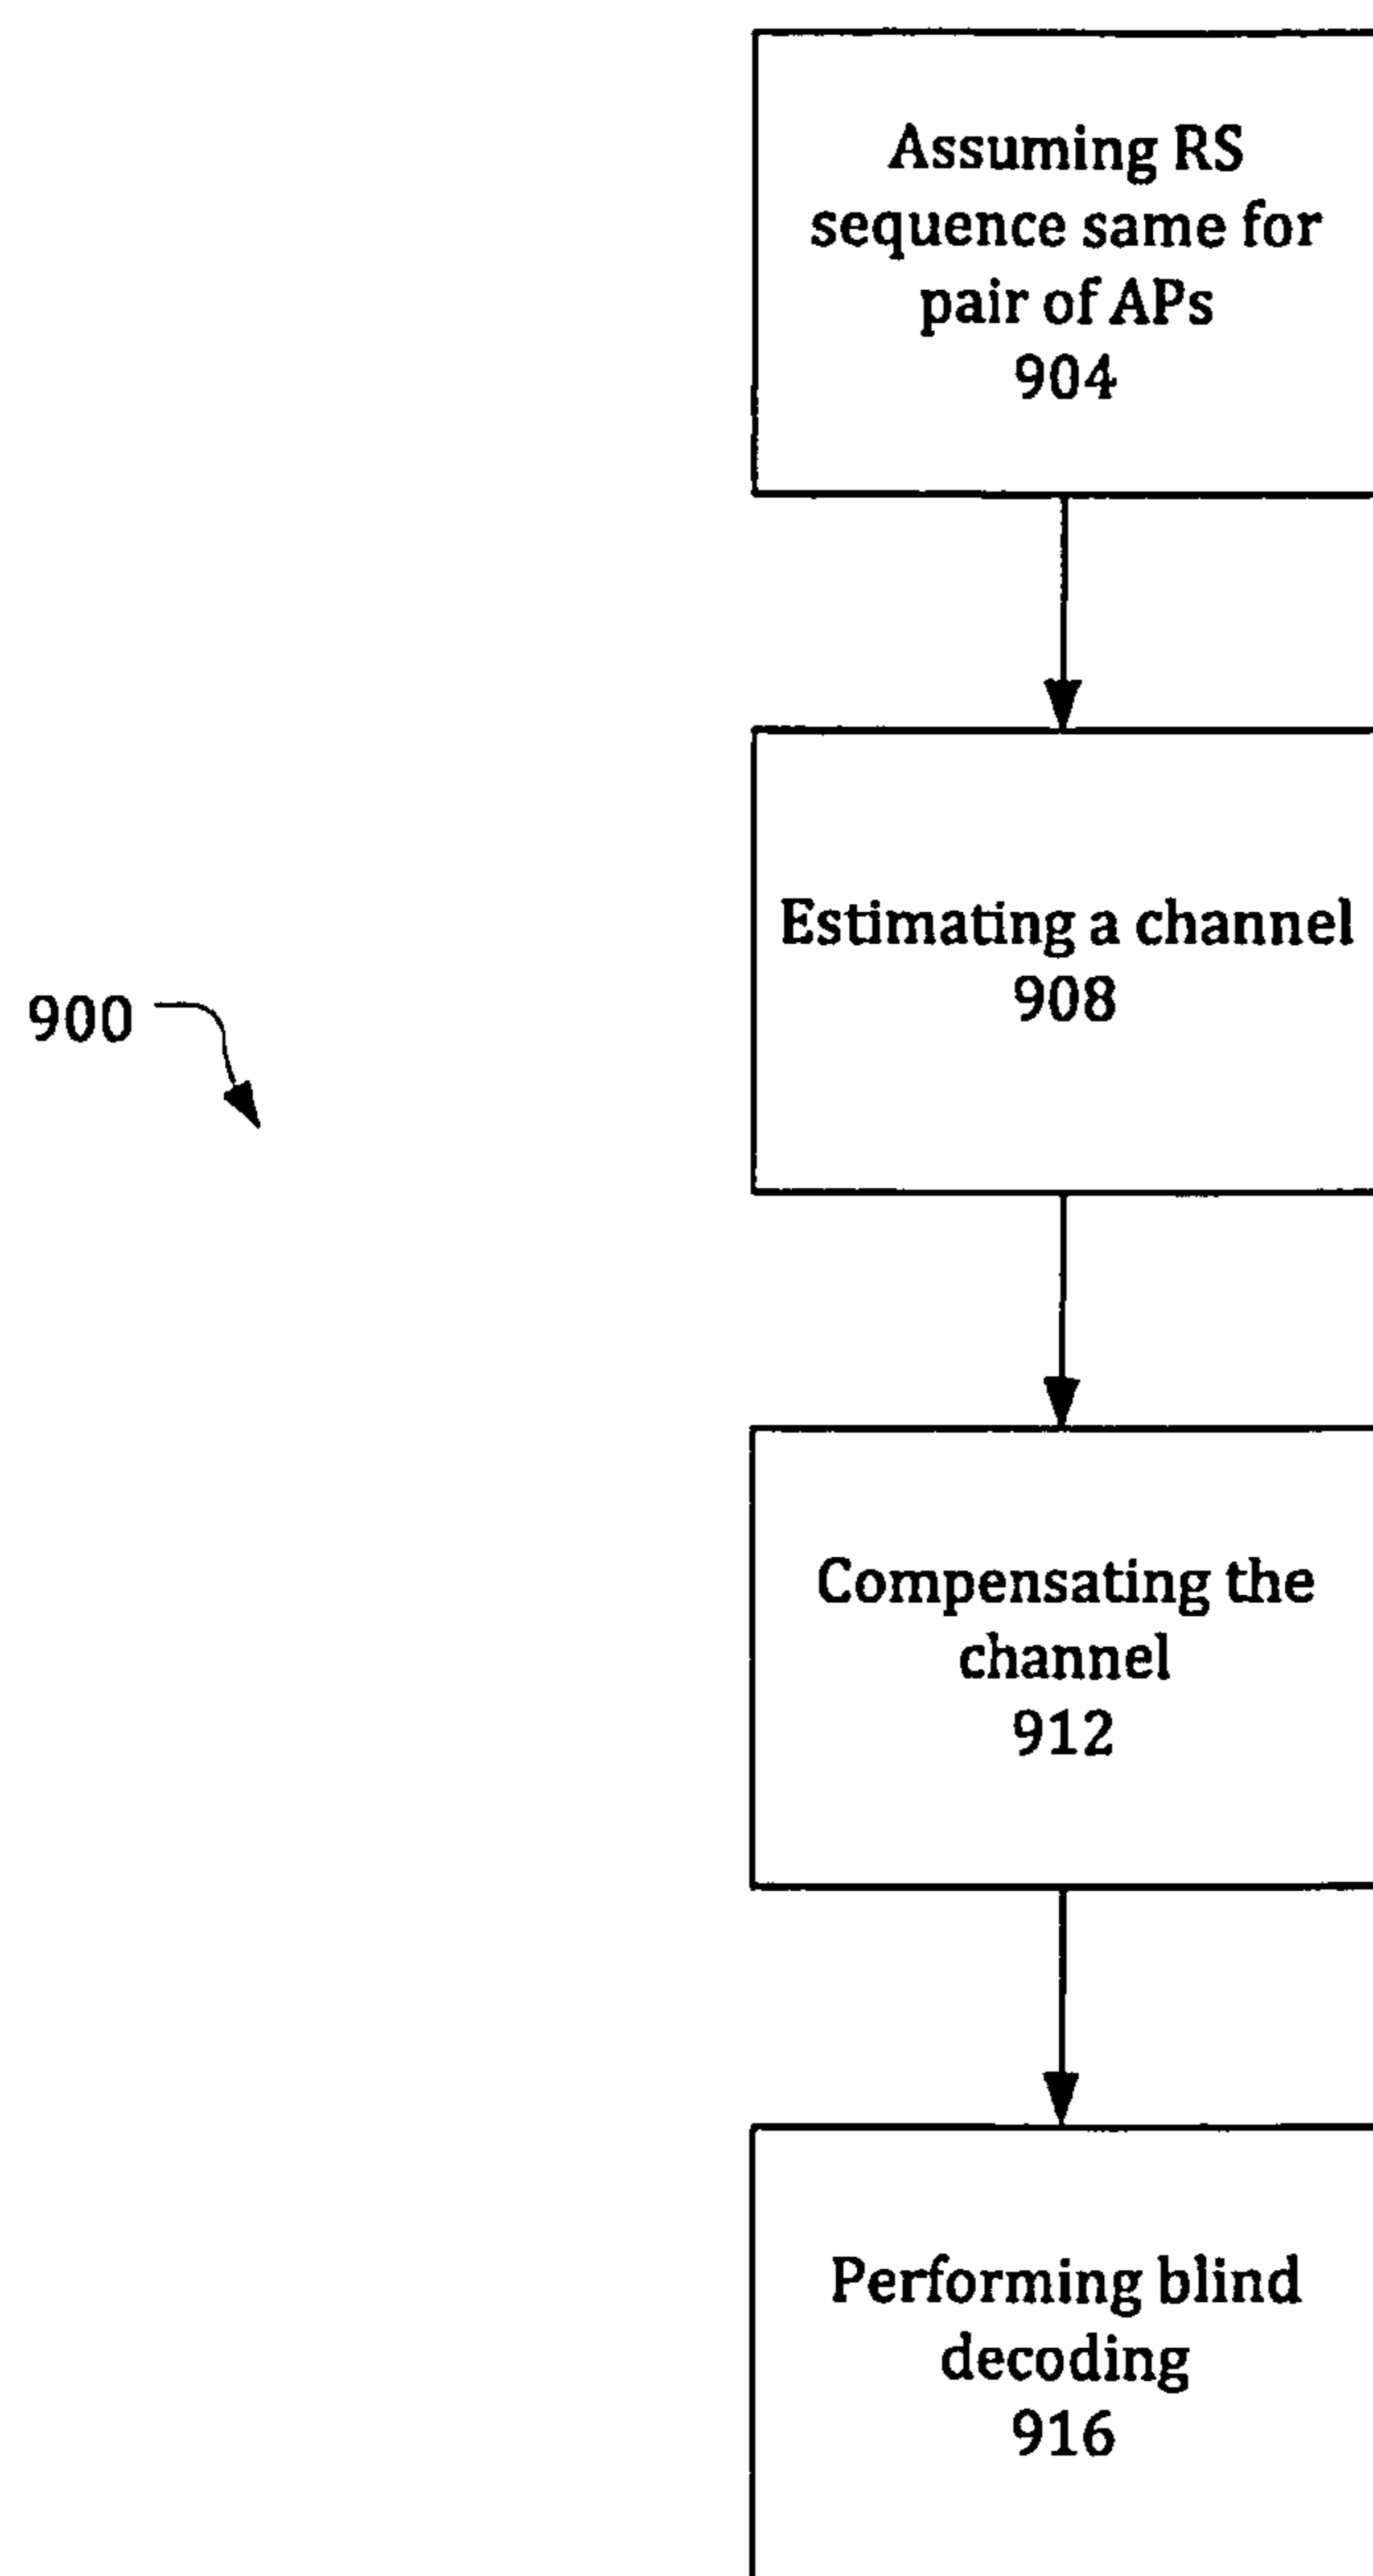 Assuming RS
sequence same for
pair of APs
904
Estimating a channel
908
900
Compensating the
channel
912
Performing blind
decoding
916